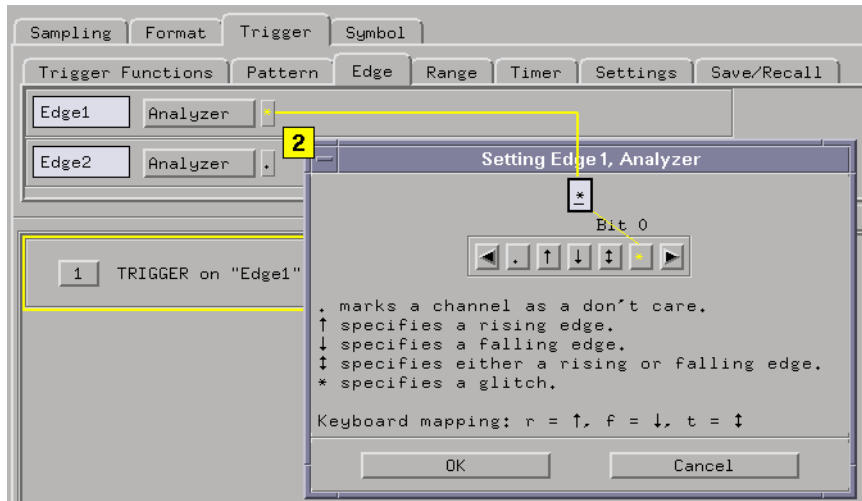 Sampling Format Trigger Symbol
Trigger Functions Pattern Edge Range Timer Settings Save/Recall
Edge1 Analyzer *
2
Edge2 Analyzer .
Setting Edge1, Analyzer
*
Bit 0
◀ . ↑ ↓ ↕ * ▶
1 TRIGGER on "Edge1"
. marks a channel as a don't care.
↑ specifies a rising edge.
↓ specifies a falling edge.
↕ specifies either a rising or falling edge.
* specifies a glitch.
Keyboard mapping: r = ↑, f = ↓, t = ↕
OK Cancel